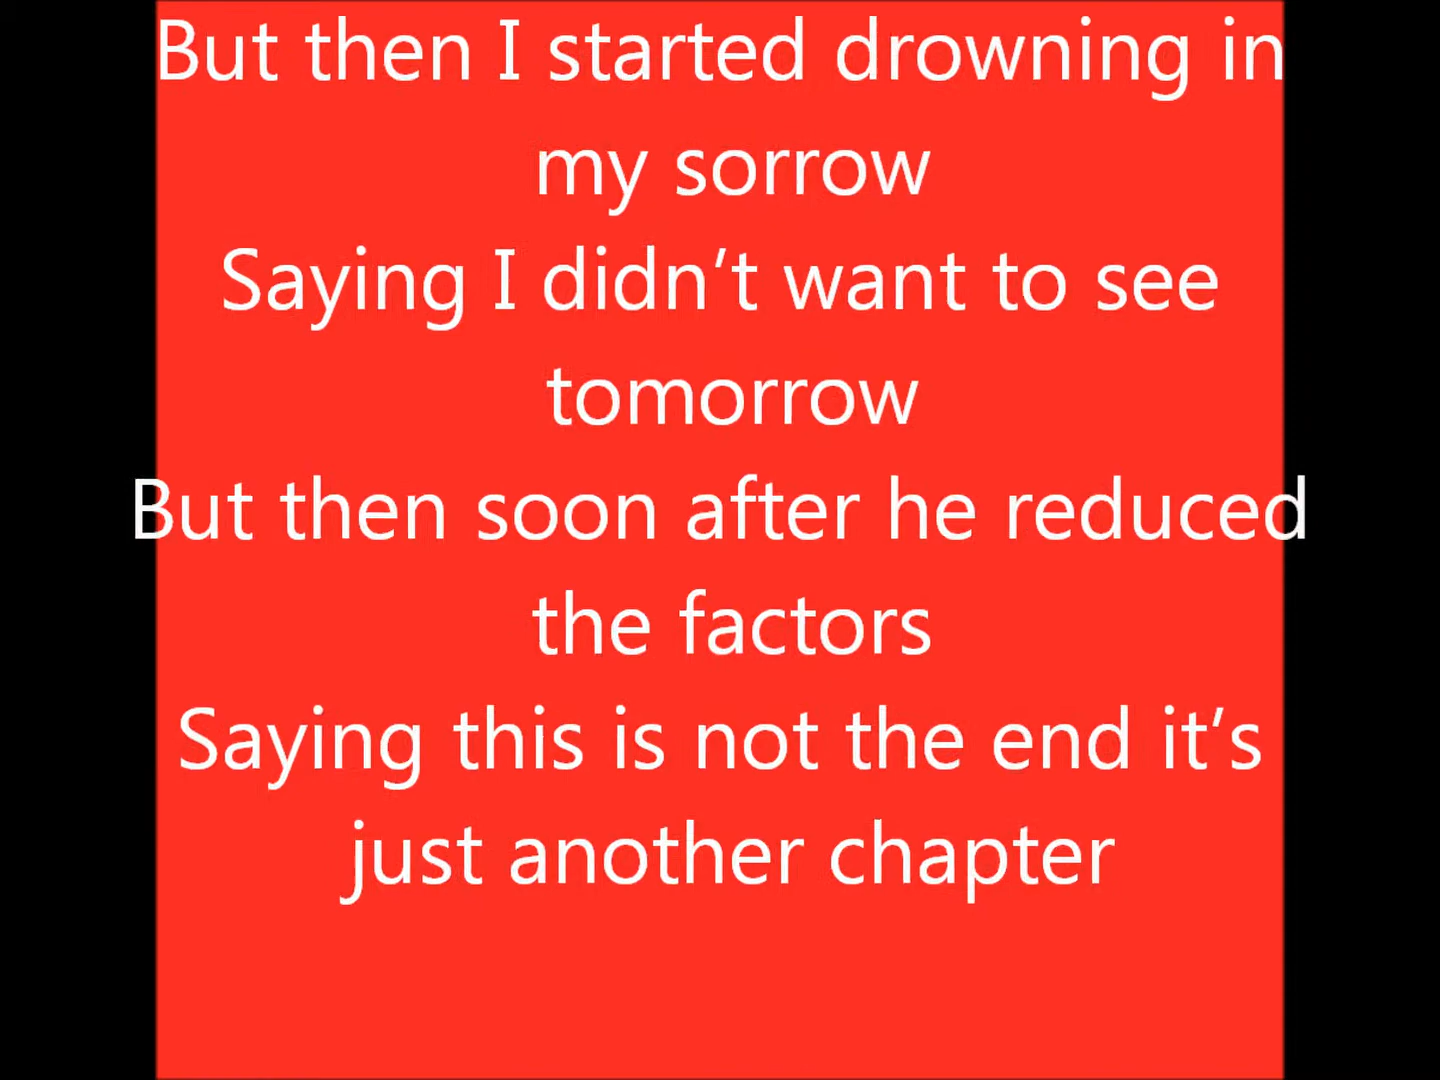 But then I started drowning in
my sorrow
Saying I didn’t want to see
tomorrow
But then soon after he reduced
the factors
Saying this is not the end it’s
just another chapter